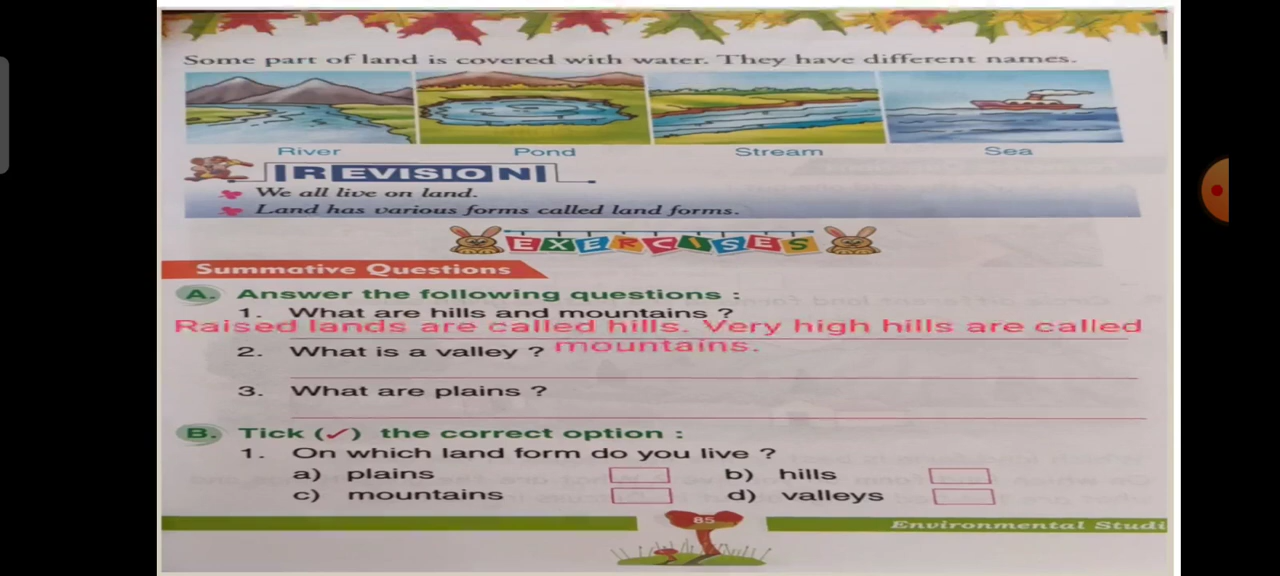 Some part of land is covered with water. They have different names.
River Pond Stream Sea
REVISION
We all live on land.
Land has various forms called land forms.
EXERCISES
Summative Questions
A. Answer the following questions :
1. What are hills and mountains ?
Raised lands are called hills. Very high hills are called
mountains.
2. What is a valley ?
3. What are plains ?
B. Tick (✓) the correct option :
1. On which land form do you live ?
a) plains b) hills
c) mountains d) valleys
85
Environmental Studi